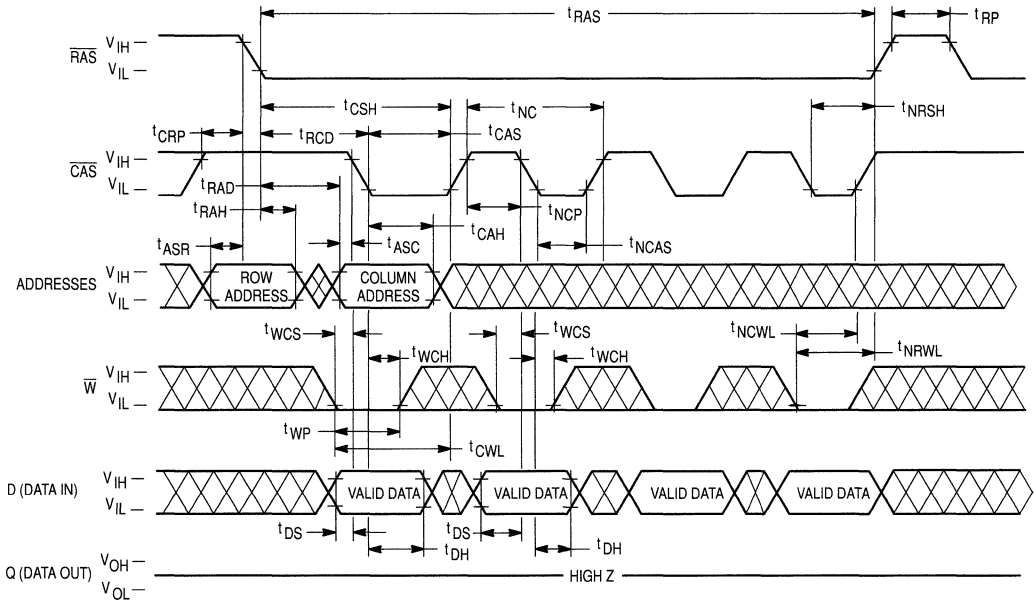 tRAS
tRP
RAS
VIH
VIL
tCSH
tNC
tNRSH
tCRP
tRCD
tCAS
CAS
VIH
VIL
tRAD
tNCP
tRAH
tCAH
tNCAS
tASR
tASC
ADDRESSES
VIH
VIL
ROW
ADDRESS
COLUMN
ADDRESS
tWCS
tWCS
tNCWL
tWCH
tWCH
tNRWL
W
VIH
VIL
tWP
tCWL
D (DATA IN)
VIH
VIL
VALID DATA
VALID DATA
VALID DATA
VALID DATA
tDS
tDS
tDH
tDH
Q (DATA OUT)
VOH
VOL
HIGH Z